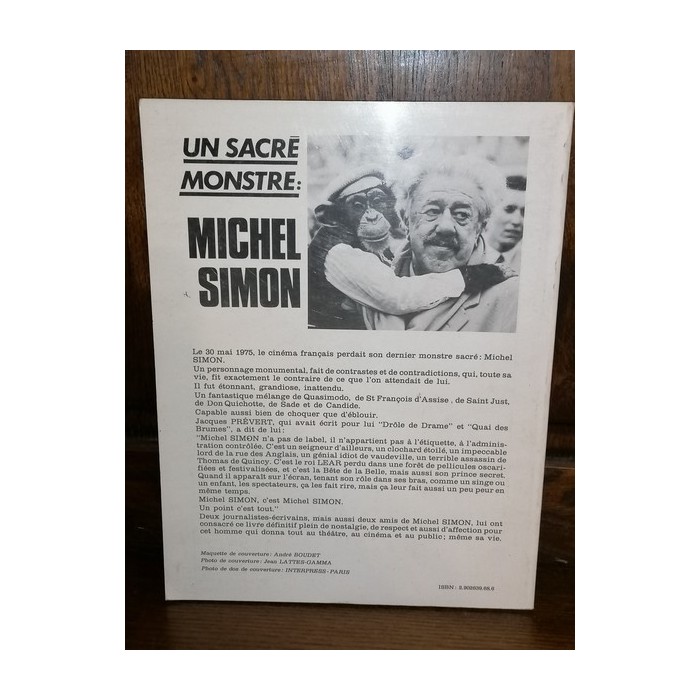 UN SACRÉ
MONSTRE:
MICHEL
SIMON
Le 30 mai 1975, le cinéma français perdait son dernier monstre sacré : Michel
SIMON.
Un personnage monumental, fait de contrastes et de contradictions, qui, toute sa
vie, fit exactement le contraire de ce que l'on attendait de lui.
Il fut étonnant, grandiose, inattendu.
Un fantastique mélange de Quasimodo, de St François d'Assise, de Saint Just,
de Don Quichotte, de Sade et de Candide.
Capable aussi bien de choquer que d'éblouir.
Jacques PRÉVERT, qui avait écrit pour lui "Drôle de Drame" et "Quai des
Brumes", a dit de lui :
"Michel SIMON n'a pas de label, il n'appartient pas à l'étiquette, à l'adminis-
tration contrôlée. C'est un seigneur d'ailleurs, un clochard étoilé, un impeccable
lord de la rue des Anglais, un génial idiot de vaudeville, un terrible assassin de
Thomas de Quincy. C'est le roi LEAR perdu dans une forêt de pellicules oscari-
fiées et festivalisées, et c'est la Bête de la Belle, mais aussi son prince secret.
Quand il apparaît sur l'écran, tenant son rôle dans ses bras, comme un singe ou
un enfant, les spectateurs, ça les fait rire, mais ça leur fait aussi un peu peur en
même temps.
Michel SIMON, c'est Michel SIMON.
Un point c'est tout."
Deux journalistes-écrivains, mais aussi deux amis de Michel SIMON, lui ont
consacré ce livre définitif plein de nostalgie, de respect et aussi d'affection pour
cet homme qui donna tout au théâtre, au cinéma et au public ; même sa vie.
Maquette de couverture : André BOUDET
Photo de couverture : Jean LATTES-GAMMA
Photo de dos de couverture : INTERPRESS - PARIS
ISBN :